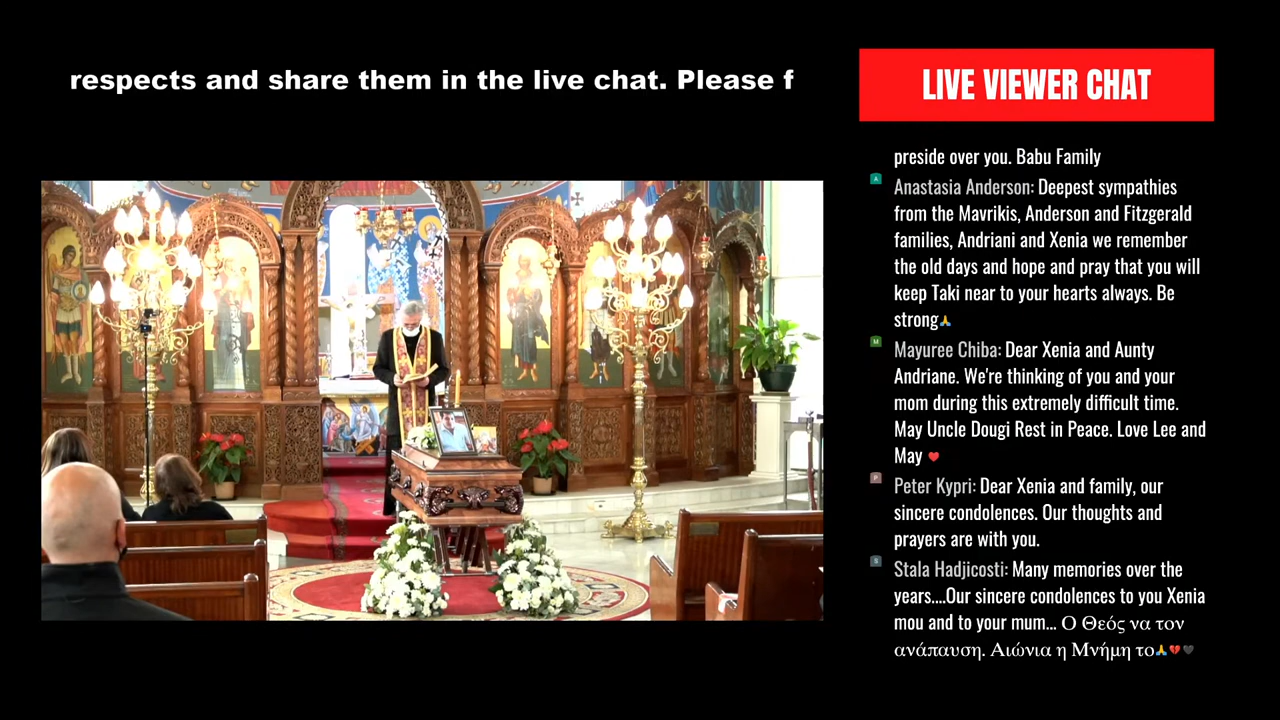 respects and share them in the live chat. Please f
LIVE VIEWER CHAT
preside over you. Babu Family
Anastasia Anderson: Deepest sympathies
from the Mavrikis, Anderson and Fitzgerald
families, Andriani and Xenia we remember
the old days and hope and pray that you will
keep Taki near to your hearts always. Be
strong🙏
Mayuree Chiba: Dear Xenia and Aunty
Andriane. We're thinking of you and your
mom during this extremely difficult time.
May Uncle Dougi Rest in Peace. Love Lee and
May ❤️
Peter Kypri: Dear Xenia and family, our
sincere condolences. Our thoughts and
prayers are with you.
Stala Hadjicosti: Many memories over the
years....Our sincere condolences to you Xenia
mou and to your mum... Ο Θεός να τον
ανάπαυση. Αιώνια η Μνήμη το🙏💔🖤